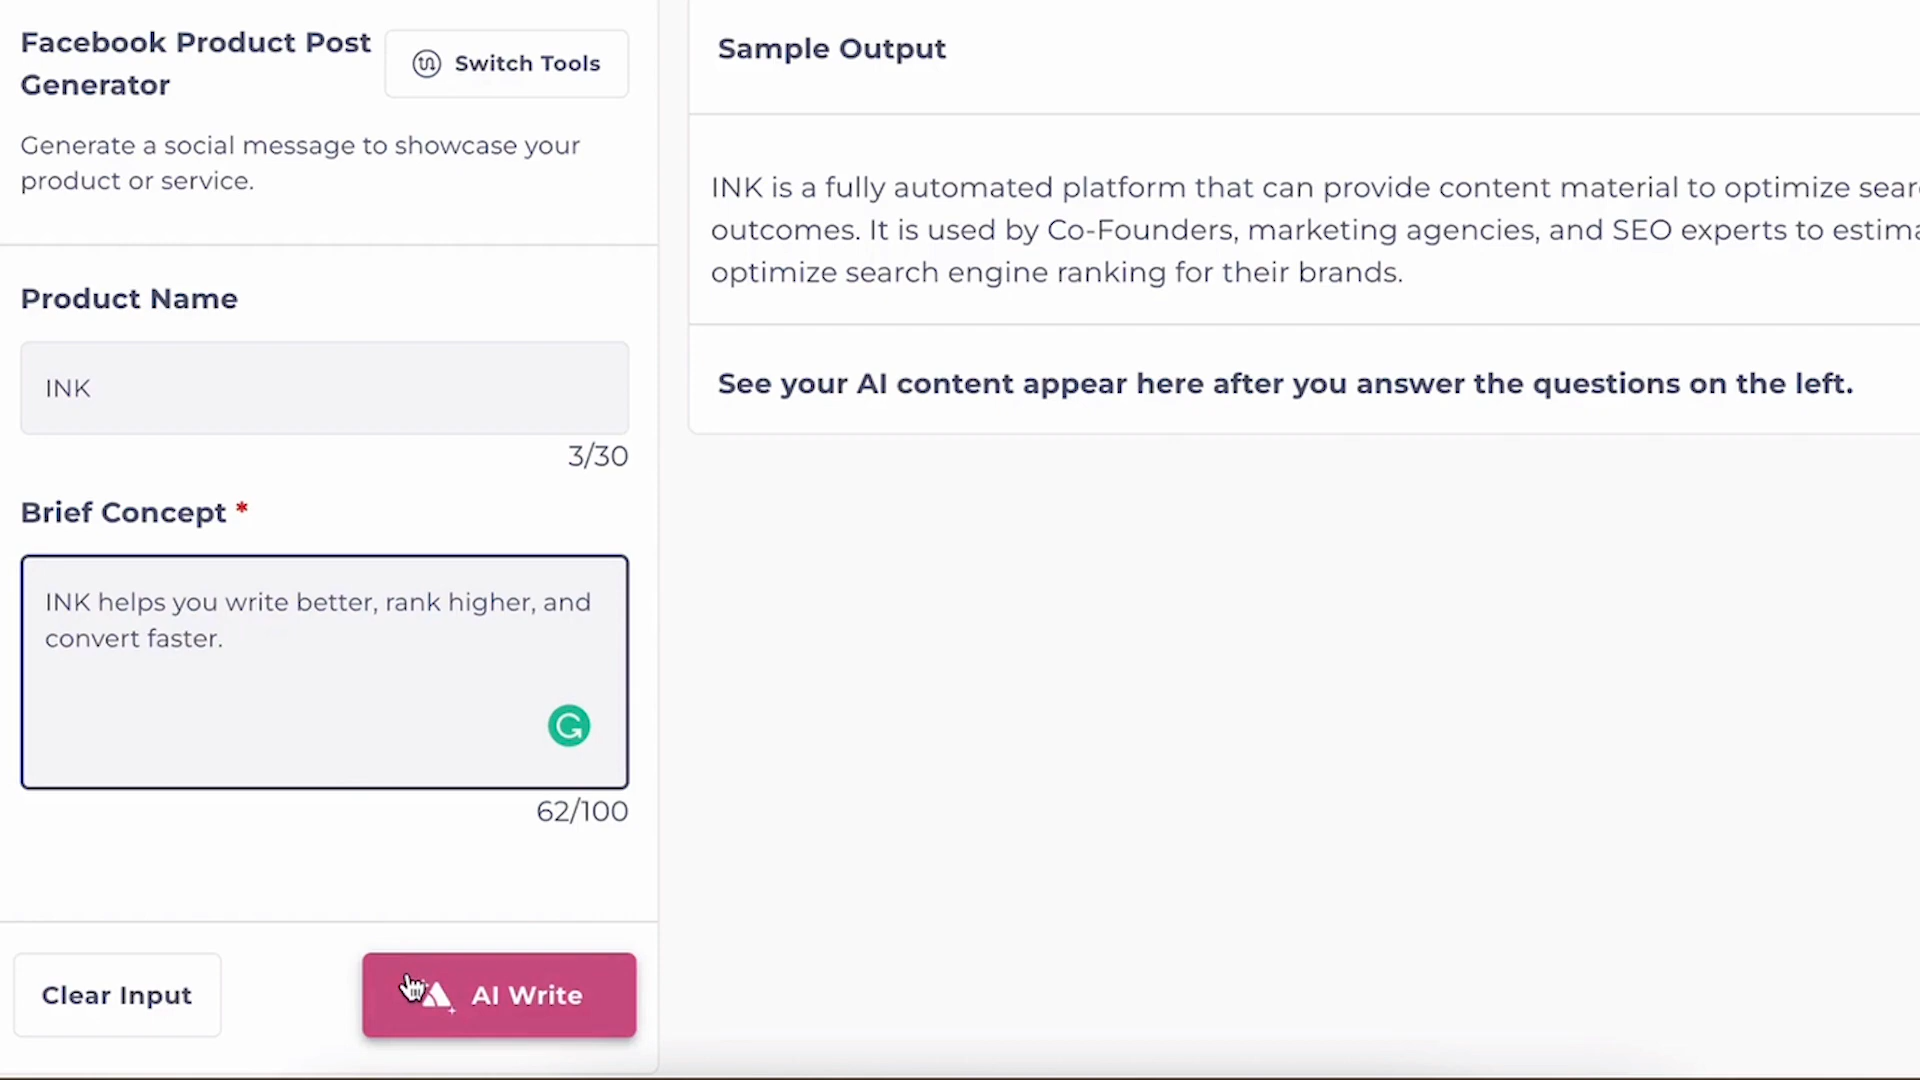 Facebook Product Post
Generator
Switch Tools
Generate a social message to showcase your
product or service.
Product Name
INK
3/30
Brief Concept *
INK helps you write better, rank higher, and
convert faster.
62/100
Clear Input
AI Write
Sample Output
INK is a fully automated platform that can provide content material to optimize
outcomes. It is used by Co-Founders, marketing agencies, and SEO experts to
optimize search engine ranking for their brands.
See your AI content appear here after you answer the questions on the left.